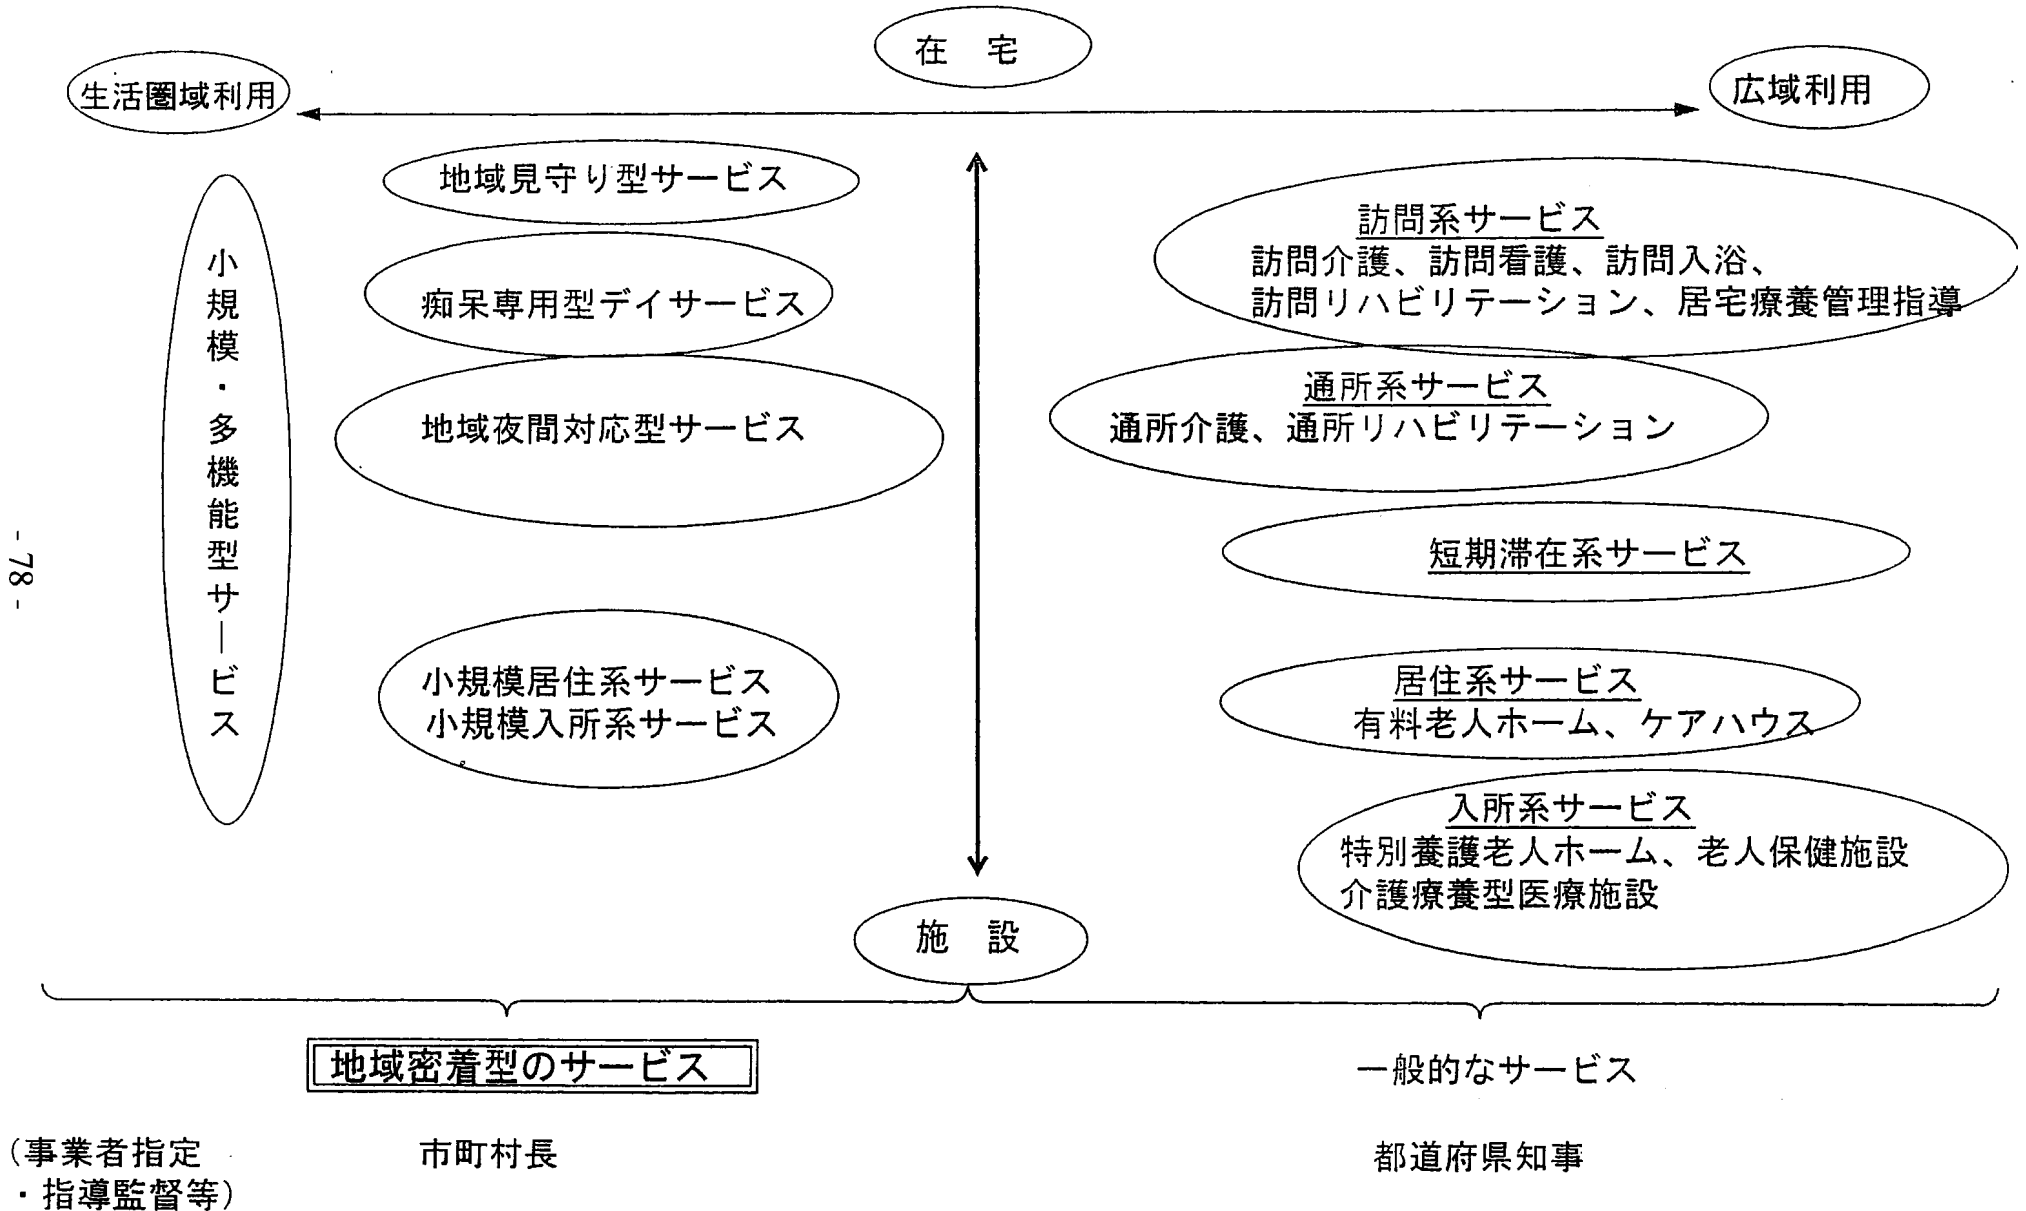 在 宅
生活圏域利用
広域利用
小規模・多機能型サービス
地域見守り型サービス
痴呆専用型デイサービス
地域夜間対応型サービス
小規模居住系サービス
小規模入所系サービス
訪問系サービス
訪問介護、訪問看護、訪問入浴、
訪問リハビリテーション、居宅療養管理指導
通所系サービス
通所介護、通所リハビリテーション
短期滞在系サービス
居住系サービス
有料老人ホーム、ケアハウス
入所系サービス
特別養護老人ホーム、老人保健施設
介護療養型医療施設
施 設
地域密着型のサービス
一般的なサービス
(事業者指定
・指導監督等)
市町村長
都道府県知事
- 78 -